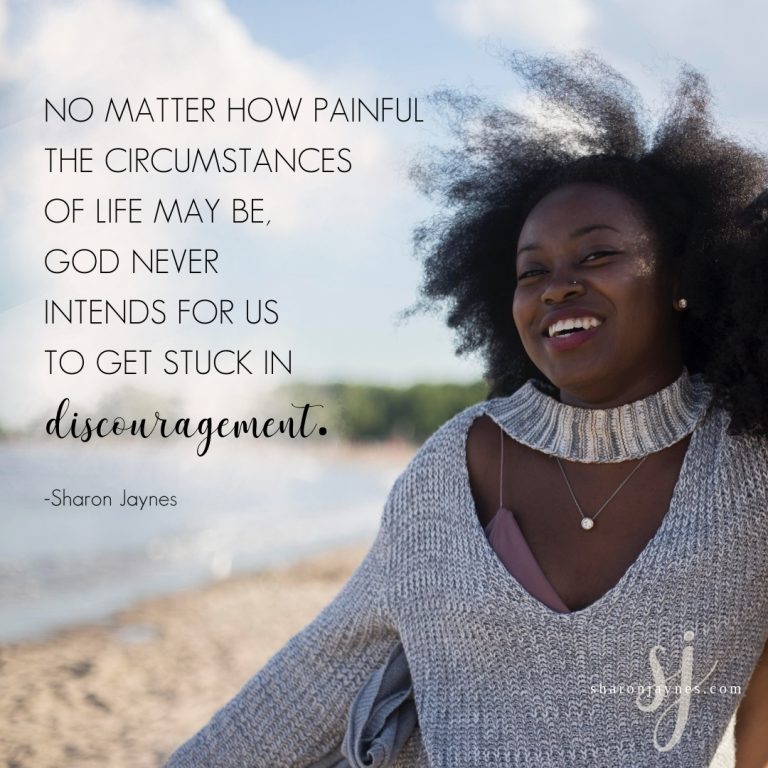 NO MATTER HOW PAINFUL
THE CIRCUMSTANCES
OF LIFE MAY BE,
GOD NEVER
INTENDS FOR US
TO GET STUCK IN
discouragement.
-Sharon Jaynes
sj
sharonjaynes.com